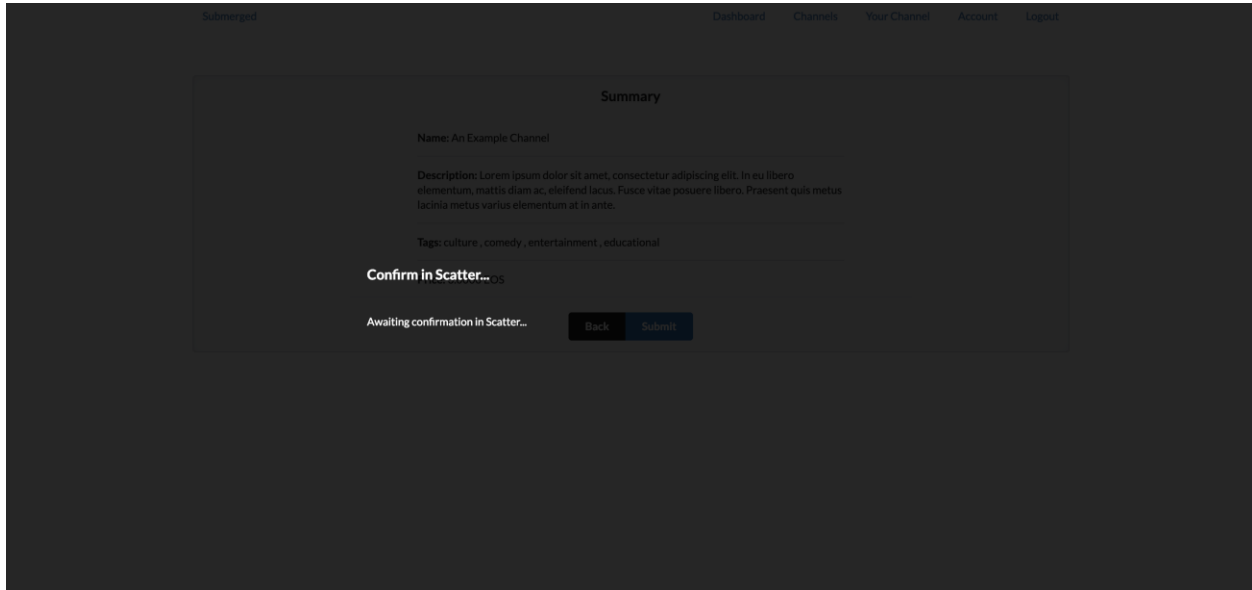 Submerged Dashboard Channels Your Channel Account Logout
Summary
Name: An Example Channel
Description: Lorem ipsum dolor sit amet, consectetur adipiscing elit. In eu libero
elementum, mattis diam ac, eleifend lacus. Fusce vitae posuere libero. Praesent quis metus
lacinia metus varius elementum at in ante.
Tags: culture , comedy , entertainment , educational
Confirm in Scatter...
EOS
Awaiting confirmation in Scatter...
Back Submit